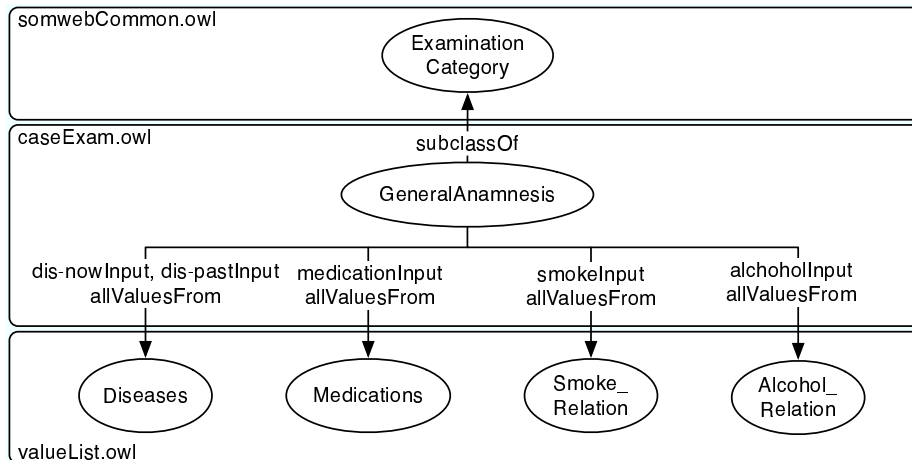 somwebCommon.owl
Examination
Category
caseExam.owl
subclassOf
GeneralAnamnesis
dis-nowInput, dis-pastInput
allValuesFrom
medicationInput
allValuesFrom
smokeInput
allValuesFrom
alchoholInput
allValuesFrom
Diseases
Medications
Smoke_
Relation
Alcohol_
Relation
valueList.owl